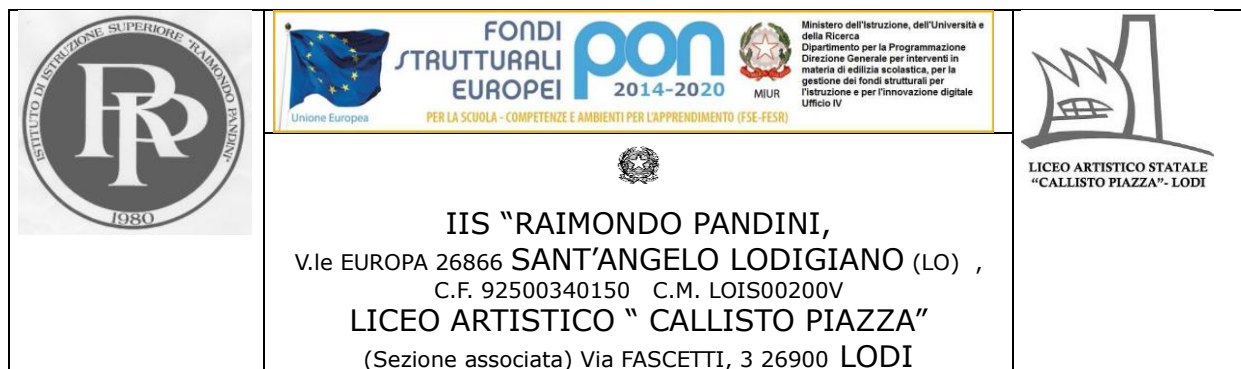 ISTITUTO DI ISTRUZIONE SUPERIORE "RAIMONDO PANDINI"
1980
Unione Europea
FONDI
STRUTTURALI
EUROPEI
pon
2014-2020
MIUR
Ministero dell'Istruzione, dell'Università e
della Ricerca
Dipartimento per la Programmazione
Direzione Generale per interventi in
materia di edilizia scolastica, per la
gestione dei fondi strutturali per
l'istruzione e per l'innovazione digitale
Ufficio IV
PER LA SCUOLA - COMPETENZE E AMBIENTI PER L'APPRENDIMENTO (FSE-FESR)
IIS “RAIMONDO PANDINI,
V.le EUROPA 26866 SANT’ANGELO LODIGIANO (LO) ,
C.F. 92500340150 C.M. LOIS00200V
LICEO ARTISTICO “ CALLISTO PIAZZA”
(Sezione associata) Via FASCETTI, 3 26900 LODI
LICEO ARTISTICO STATALE
“CALLISTO PIAZZA”- LODI